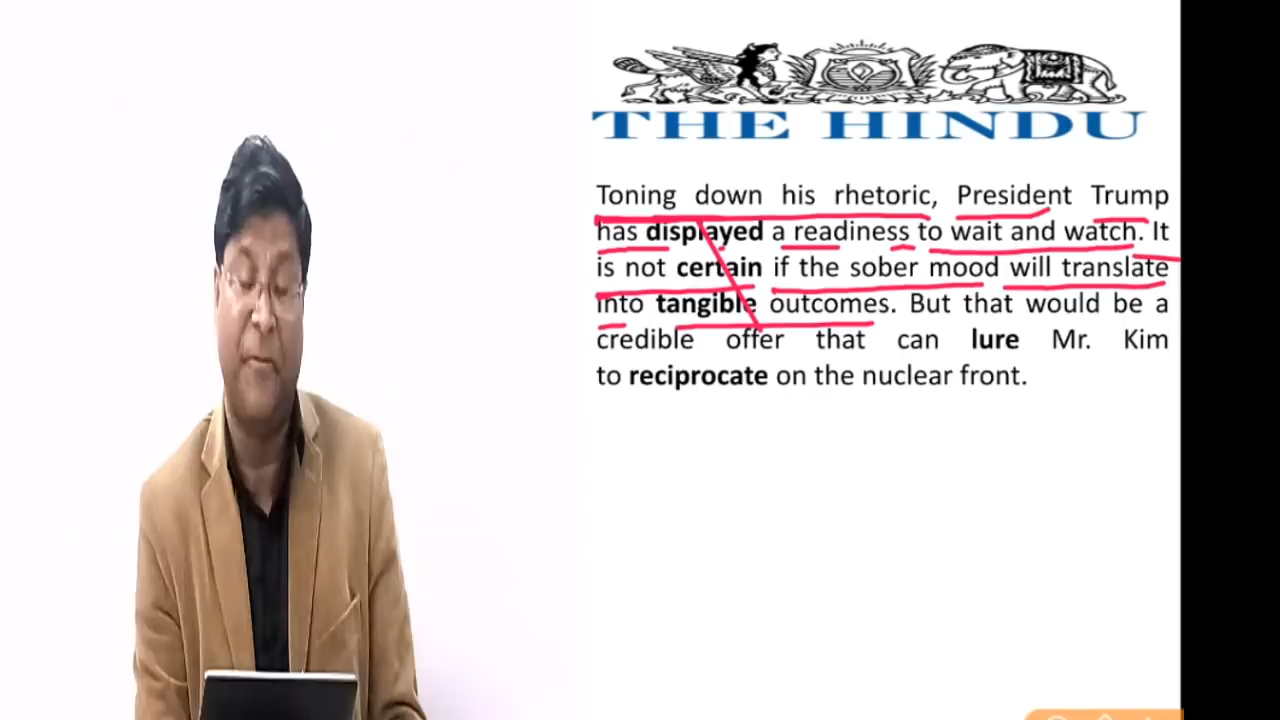 THE HINDU
Toning down his rhetoric, President Trump
has displayed a readiness to wait and watch. It
is not certain if the sober mood will translate
into tangible outcomes. But that would be a
credible offer that can lure Mr. Kim
to reciprocate on the nuclear front.